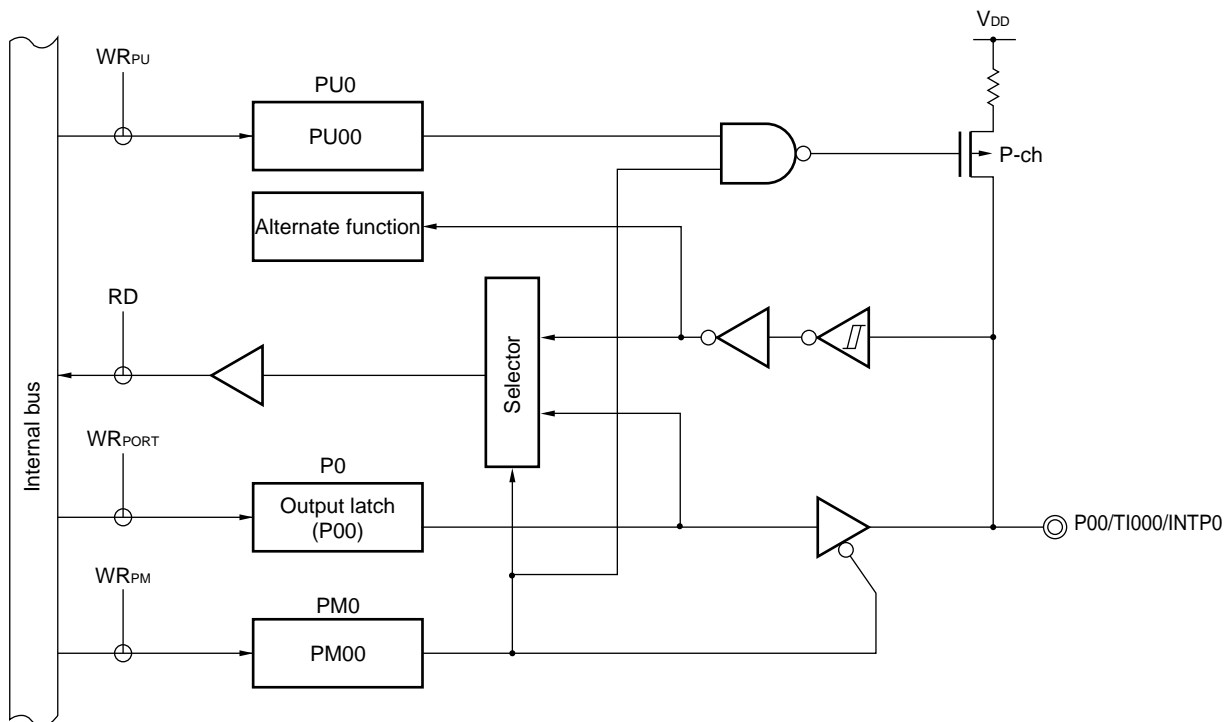 VDD
WRPU
PU0
PU00
P-ch
Alternate function
RD
Selector
Internal bus
WRPORT
P0
Output latch
(P00)
P00/TI000/INTP0
WRPM
PM0
PM00